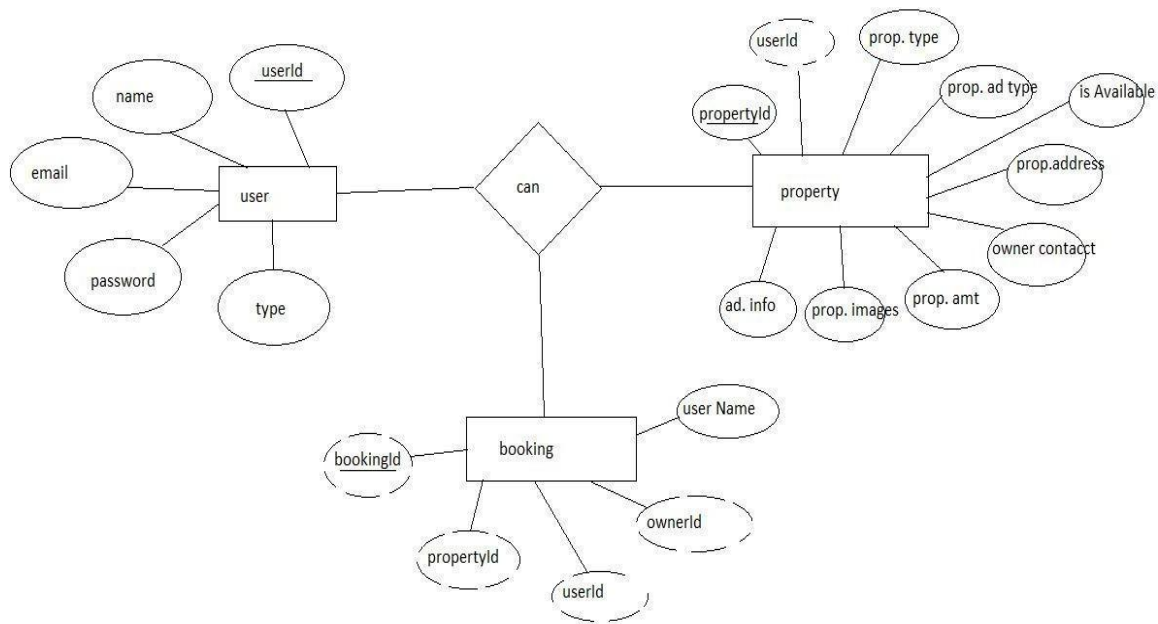 userId
name
email
user
password
type
can
userId
prop. type
propertyId
prop. ad type
is Available
prop.address
property
owner contacct
ad. info
prop. images
prop. amt
user Name
booking
bookingId
ownerId
propertyId
userId